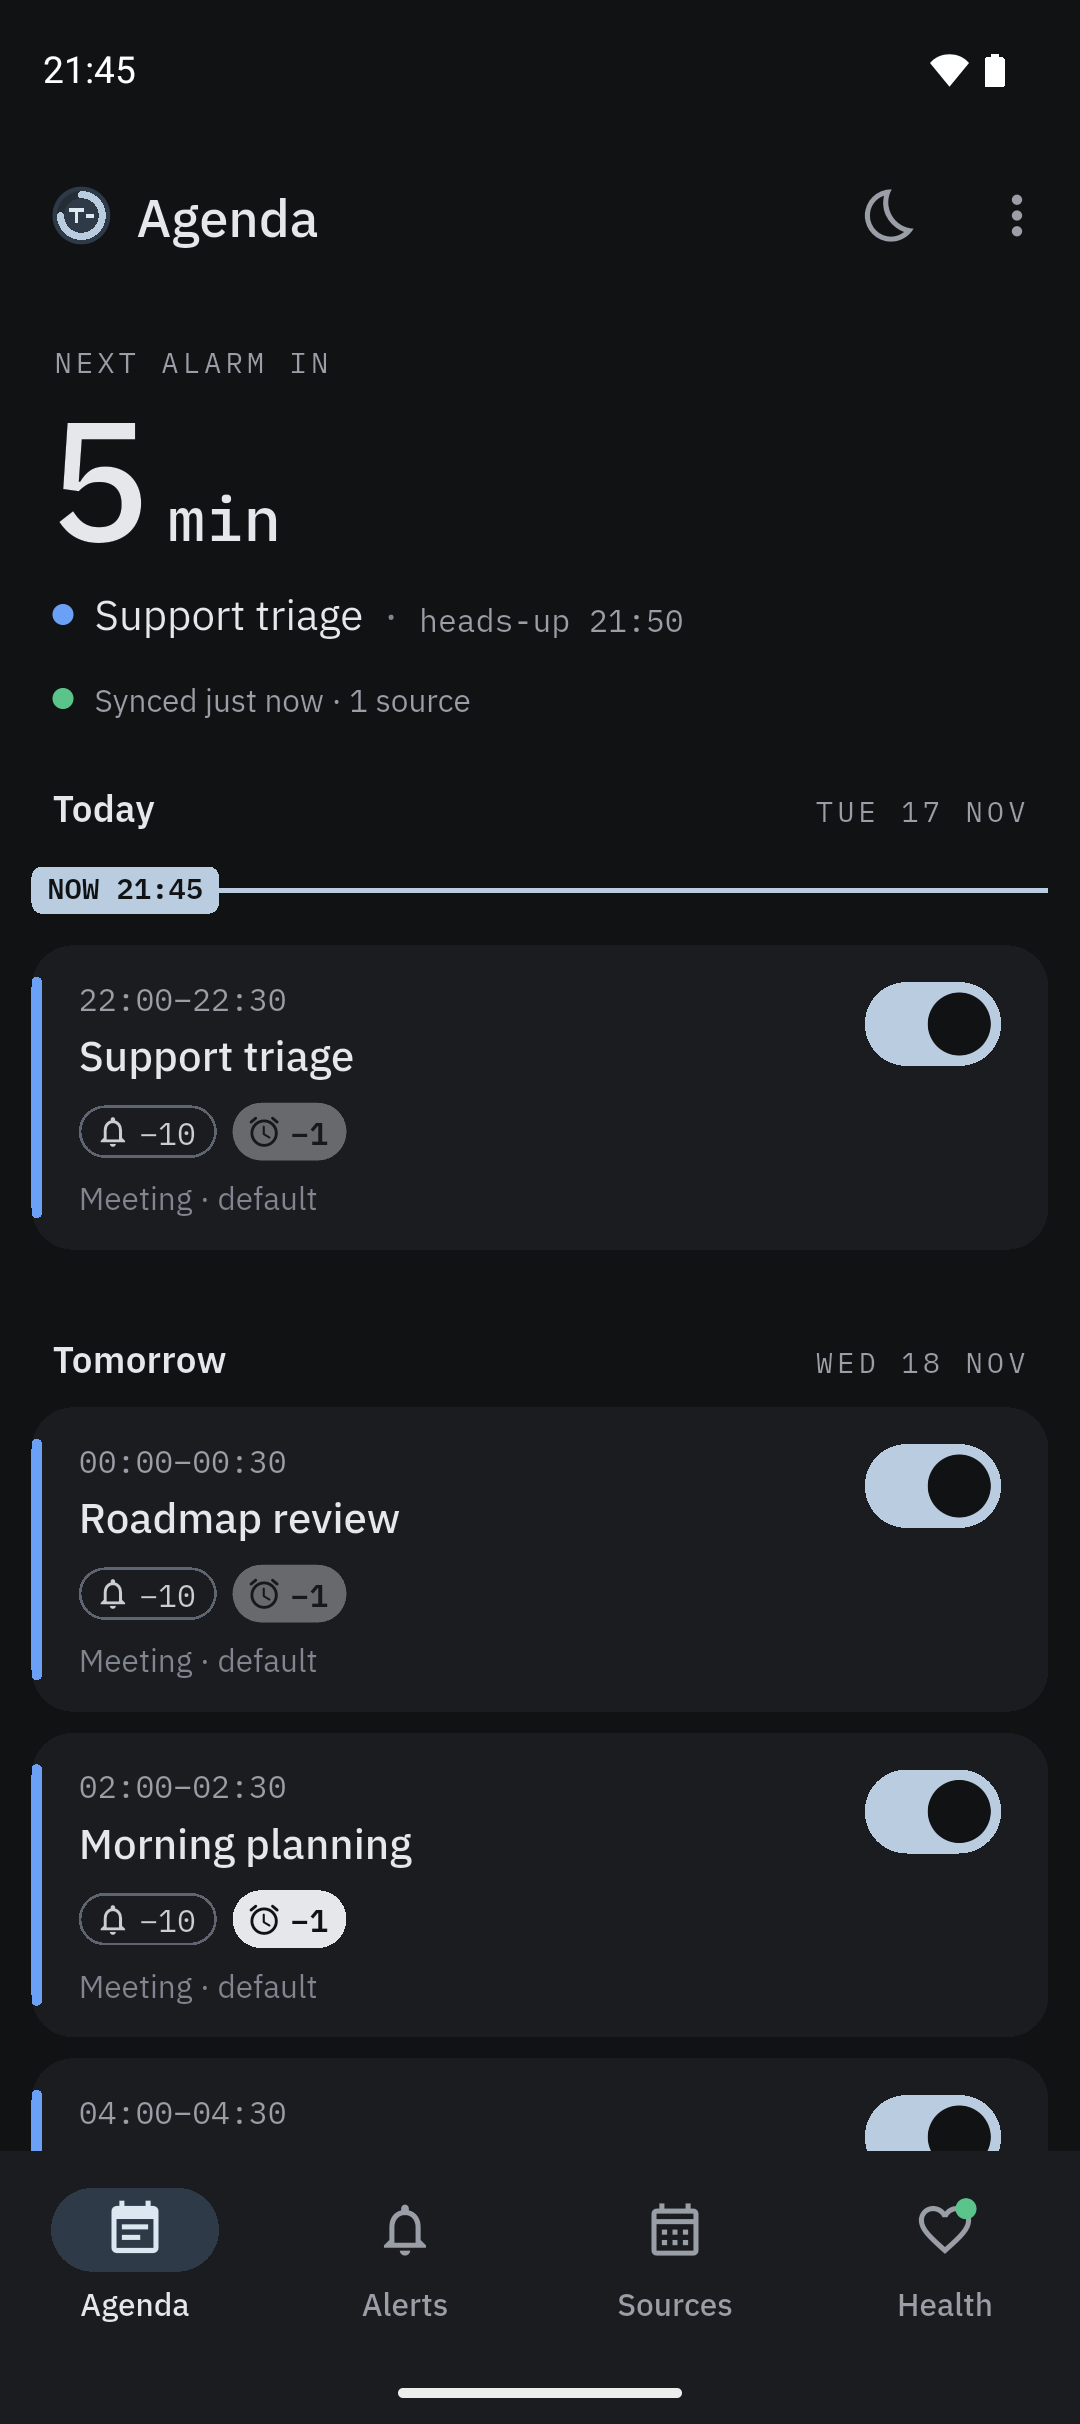 21:45
T-
Agenda
NEXT ALARM IN
5 min
Support triage · heads-up 21:50
Synced just now · 1 source
Today TUE 17 NOV
NOW 21:45
22:00–22:30
Support triage
−10 −1
Meeting · default
Tomorrow WED 18 NOV
00:00–00:30
Roadmap review
−10 −1
Meeting · default
02:00–02:30
Morning planning
−10 −1
Meeting · default
04:00–04:30
Agenda Alerts Sources Health